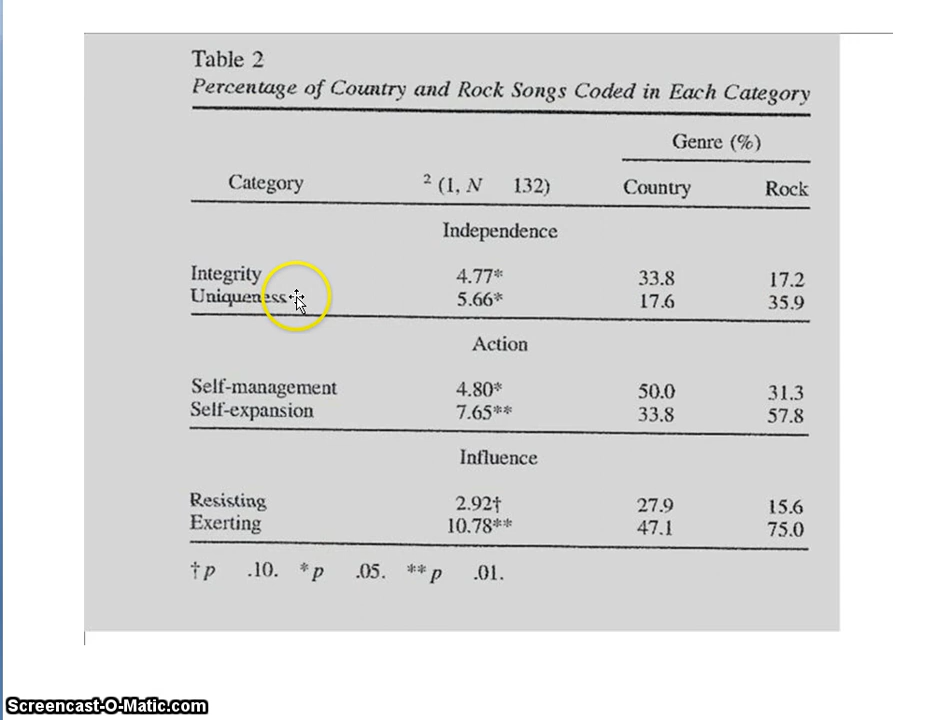 Table 2
Percentage of Country and Rock Songs Coded in Each Category
Genre (%)
Category ² (1, N 132) Country Rock
Independence
Integrity 4.77* 33.8 17.2
Uniqueness 5.66* 17.6 35.9
Action
Self-management 4.80* 50.0 31.3
Self-expansion 7.65** 33.8 57.8
Influence
Resisting 2.92† 27.9 15.6
Exerting 10.78** 47.1 75.0
† p .10. * p .05. ** p .01.
Screencast-O-Matic.com